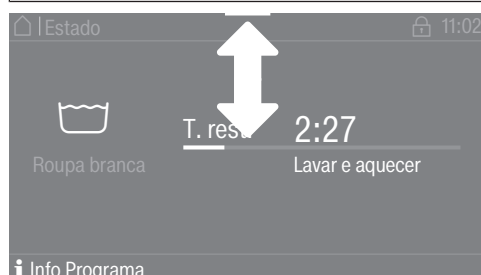 Estado 11:02
T. rest 2:27
Roupa branca Lavar e aquecer
Info Programa